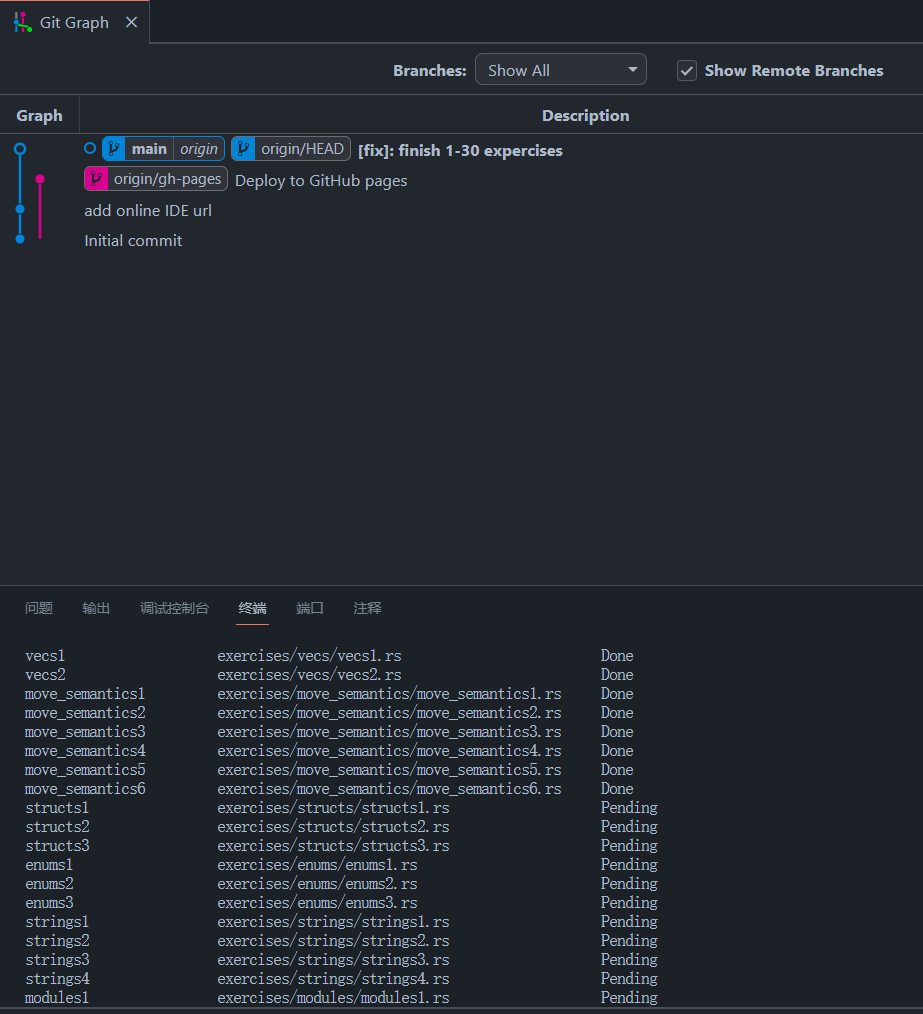 Git Graph
Branches: Show All Show Remote Branches
Graph Description
main origin origin/HEAD [fix]: finish 1-30 expercises
origin/gh-pages Deploy to GitHub pages
add online IDE url
Initial commit
问题 输出 调试控制台 终端 端口 注释
vecs1 exercises/vecs/vecs1.rs Done
vecs2 exercises/vecs/vecs2.rs Done
move_semantics1 exercises/move_semantics/move_semantics1.rs Done
move_semantics2 exercises/move_semantics/move_semantics2.rs Done
move_semantics3 exercises/move_semantics/move_semantics3.rs Done
move_semantics4 exercises/move_semantics/move_semantics4.rs Done
move_semantics5 exercises/move_semantics/move_semantics5.rs Done
move_semantics6 exercises/move_semantics/move_semantics6.rs Done
structs1 exercises/structs/structs1.rs Pending
structs2 exercises/structs/structs2.rs Pending
structs3 exercises/structs/structs3.rs Pending
enums1 exercises/enums/enums1.rs Pending
enums2 exercises/enums/enums2.rs Pending
enums3 exercises/enums/enums3.rs Pending
strings1 exercises/strings/strings1.rs Pending
strings2 exercises/strings/strings2.rs Pending
strings3 exercises/strings/strings3.rs Pending
strings4 exercises/strings/strings4.rs Pending
modules1 exercises/modules/modules1.rs Pending